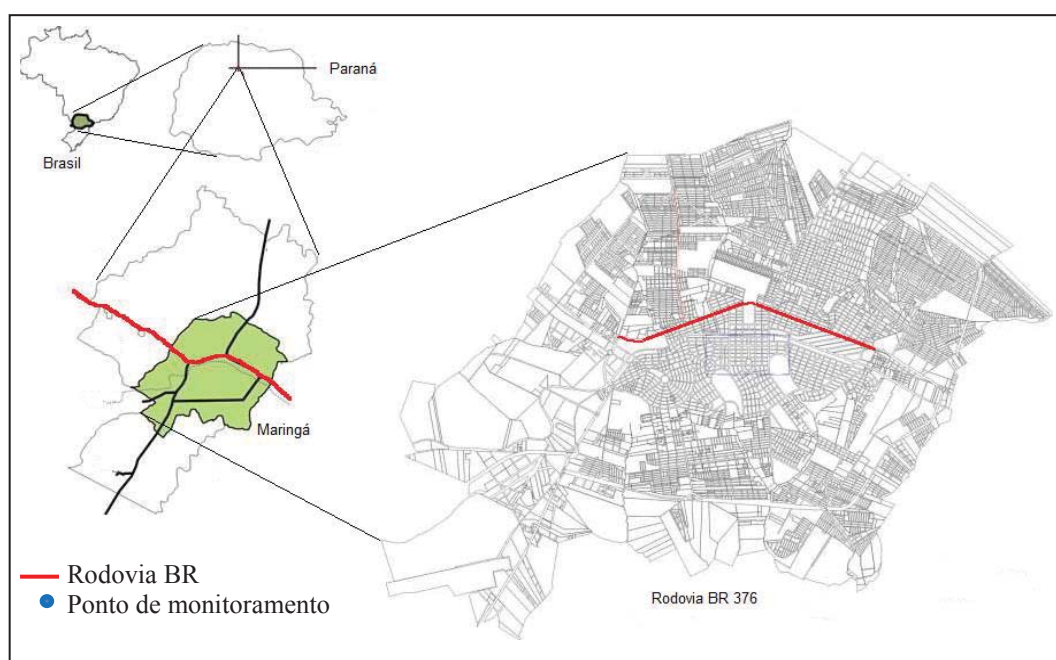 Paraná
Brasil
Maringá
Rodovia BR
Ponto de monitoramento
Rodovia BR 376